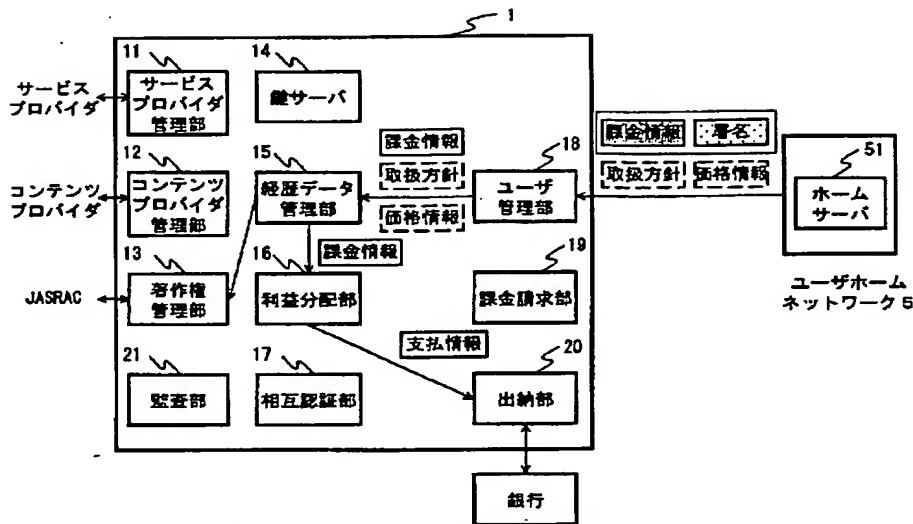 1
11
サービス
プロバイダ
管理部
14
鍵サーバ
サービス
プロバイダ
課金情報
署名
取扱方針
価格情報
51
ホーム
サーバ
ユーザホーム
ネットワーク5
12
コンテンツ
プロバイダ
管理部
コンテンツ
プロバイダ
15
経歴データ
管理部
課金情報
取扱方針
価格情報
18
ユーザ
管理部
課金情報
13
著作権
管理部
JASRAC
16
利益分配部
19
課金請求部
支払情報
21
監査部
17
相互認証部
20
出納部
銀行